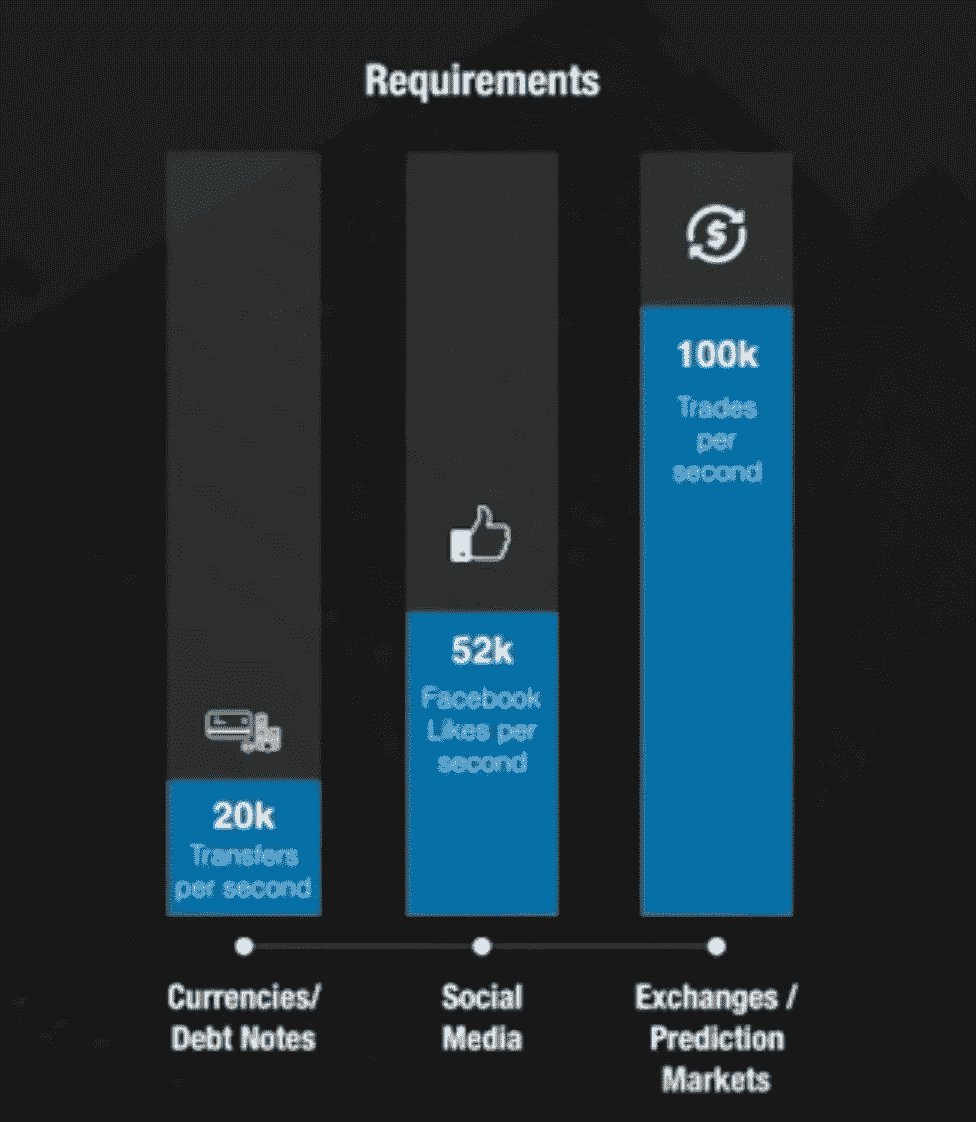 Requirements
20k
Transfers
per second
52k
Facebook
Likes per
second
100k
Trades
per
second
Currencies/
Debt Notes
Social
Media
Exchanges /
Prediction
Markets